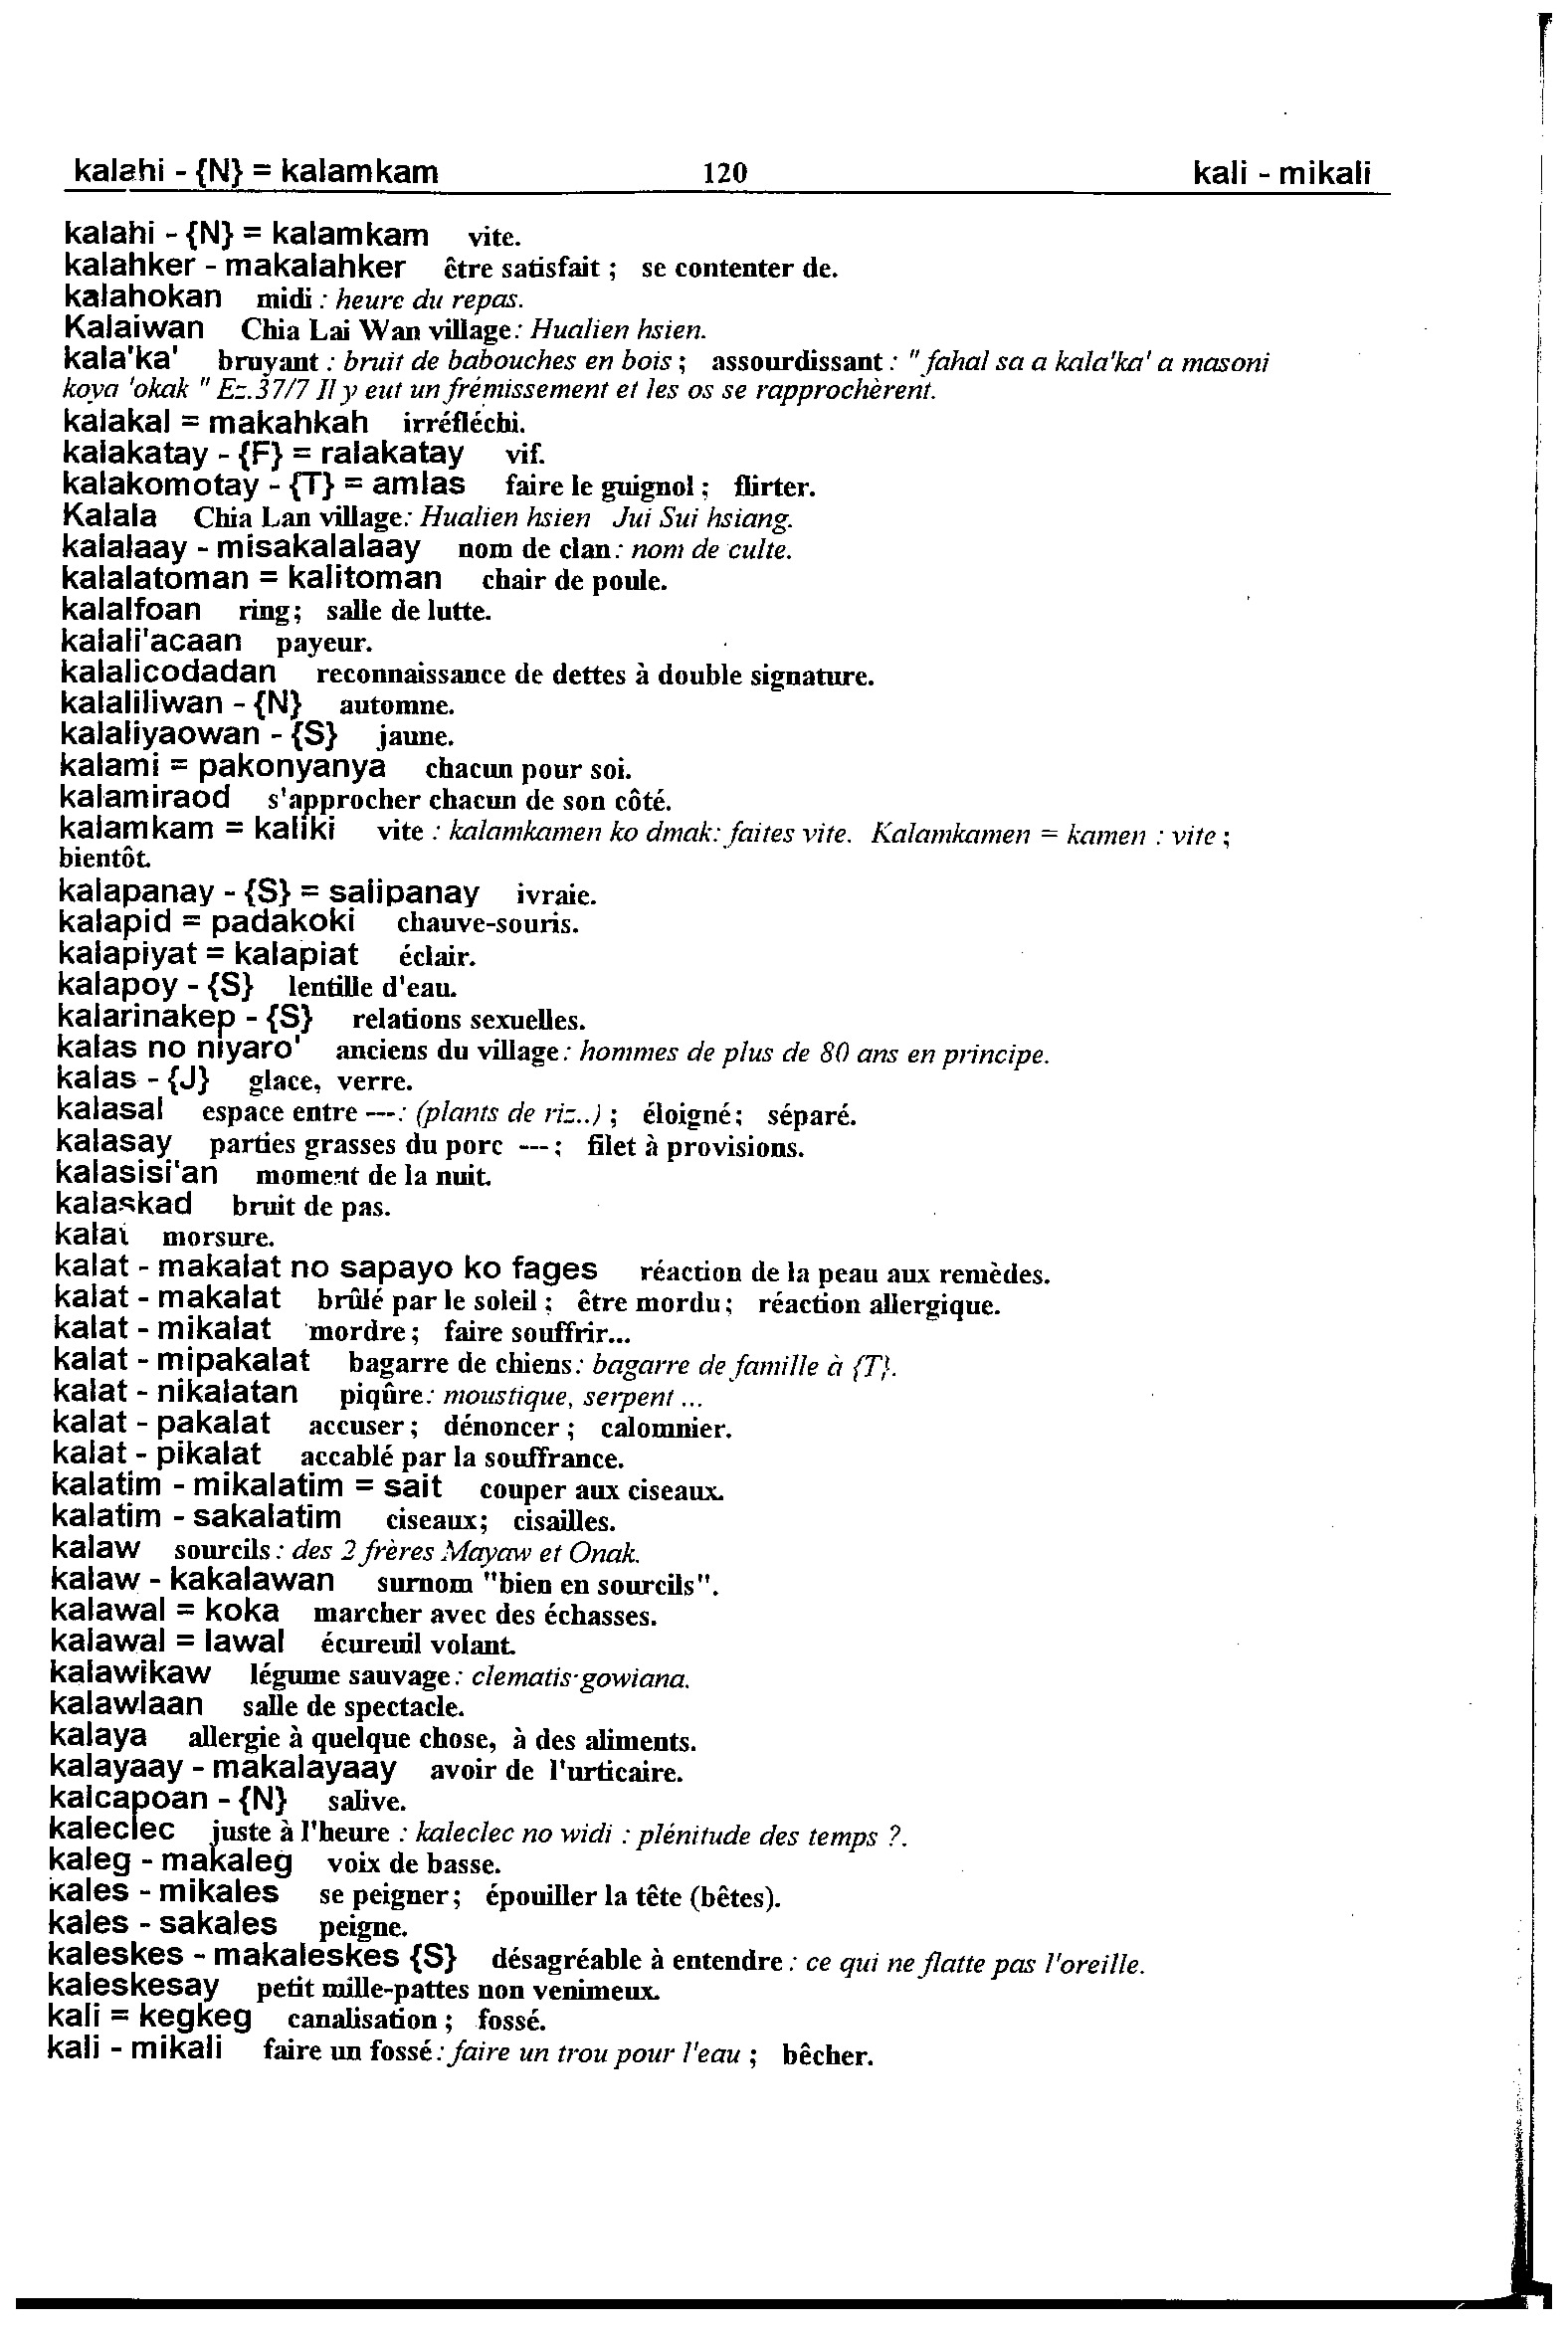 kalahi - {N} = kalamkam 120 kali - mikali
kalahi - {N} = kalamkam vite.
kalahker - makalahker être satisfait ; se contenter de.
kalahokan midi : heure du repas.
Kalaiwan Chia Lai Wan village: Hualien hsien.
kala'ka' bruyant : bruit de babouches en bois ; assourdissant : " fahal sa a kala'ka' a masoni
koya 'okak " Ez.37/7 Il y eut un frémissement et les os se rapprochèrent.
kalakal = makahkah irréfléchi.
kalakatay - {F} = ralakatay vif.
kalakomotay - {T} = amlas faire le guignol ; flirter.
Kalala Chia Lan village: Hualien hsien Jui Sui hsiang.
kalalaay - misakalalaay nom de clan: nom de culte.
kalalatoman = kalitoman chair de poule.
kalalfoan ring; salle de lutte.
kalali'acaan payeur.
kalalicodadan reconnaissance de dettes à double signature.
kalaliliwan - {N} automne.
kalaliyaowan - {S} jaune.
kalami = pakonyanya chacun pour soi.
kalamiraod s'approcher chacun de son côté.
kalamkam = kaliki vite : kalamkamen ko dmak: faites vite. Kalamkamen = kamen : vite ;
bientôt.
kalapanay - {S} = salipanay ivraie.
kalapid = padakoki chauve-souris.
kalapiyat = kalapiat éclair.
kalapoy - {S} lentille d'eau.
kalarinakep - {S} relations sexuelles.
kalas no niyaro' anciens du village: hommes de plus de 80 ans en principe.
kalas - {J} glace, verre.
kalasal espace entre ---: (plants de riz..) ; éloigné; séparé.
kalasay parties grasses du porc --- ; filet à provisions.
kalasisi'an moment de la nuit.
kalaskad bruit de pas.
kalat morsure.
kalat - makalat no sapayo ko fages réaction de la peau aux remèdes.
kalat - makalat brûlé par le soleil ; être mordu; réaction allergique.
kalat - mikalat mordre; faire souffrir...
kalat - mipakalat bagarre de chiens: bagarre de famille à {T}.
kalat - nikalatan piqûre: moustique, serpent ...
kalat - pakalat accuser; dénoncer ; calomnier.
kalat - pikalat accablé par la souffrance.
kalatim - mikalatim = sait couper aux ciseaux.
kalatim - sakalatim ciseaux; cisailles.
kalaw sourcils : des 2 frères Mayaw et Onak.
kalaw - kakalawan surnom "bien en sourcils".
kalawal = koka marcher avec des échasses.
kalawal = lawal écureuil volant.
kalawikaw légume sauvage: clematis gowiana.
kalawlaan salle de spectacle.
kalaya allergie à quelque chose, à des aliments.
kalayaay - makalayaay avoir de l'urticaire.
kalcapoan - {N} salive.
kaleclec juste à l'heure : kaleclec no widi : plénitude des temps ?.
kaleg - makaleg voix de basse.
kales - mikales se peigner; épouiller la tête (bêtes).
kales - sakales peigne.
kaleskes - makaleskes {S} désagréable à entendre : ce qui ne flatte pas l'oreille.
kaleskesay petit mille-pattes non venimeux.
kali = kegkeg canalisation ; fossé.
kali - mikali faire un fossé: faire un trou pour l'eau ; bêcher.